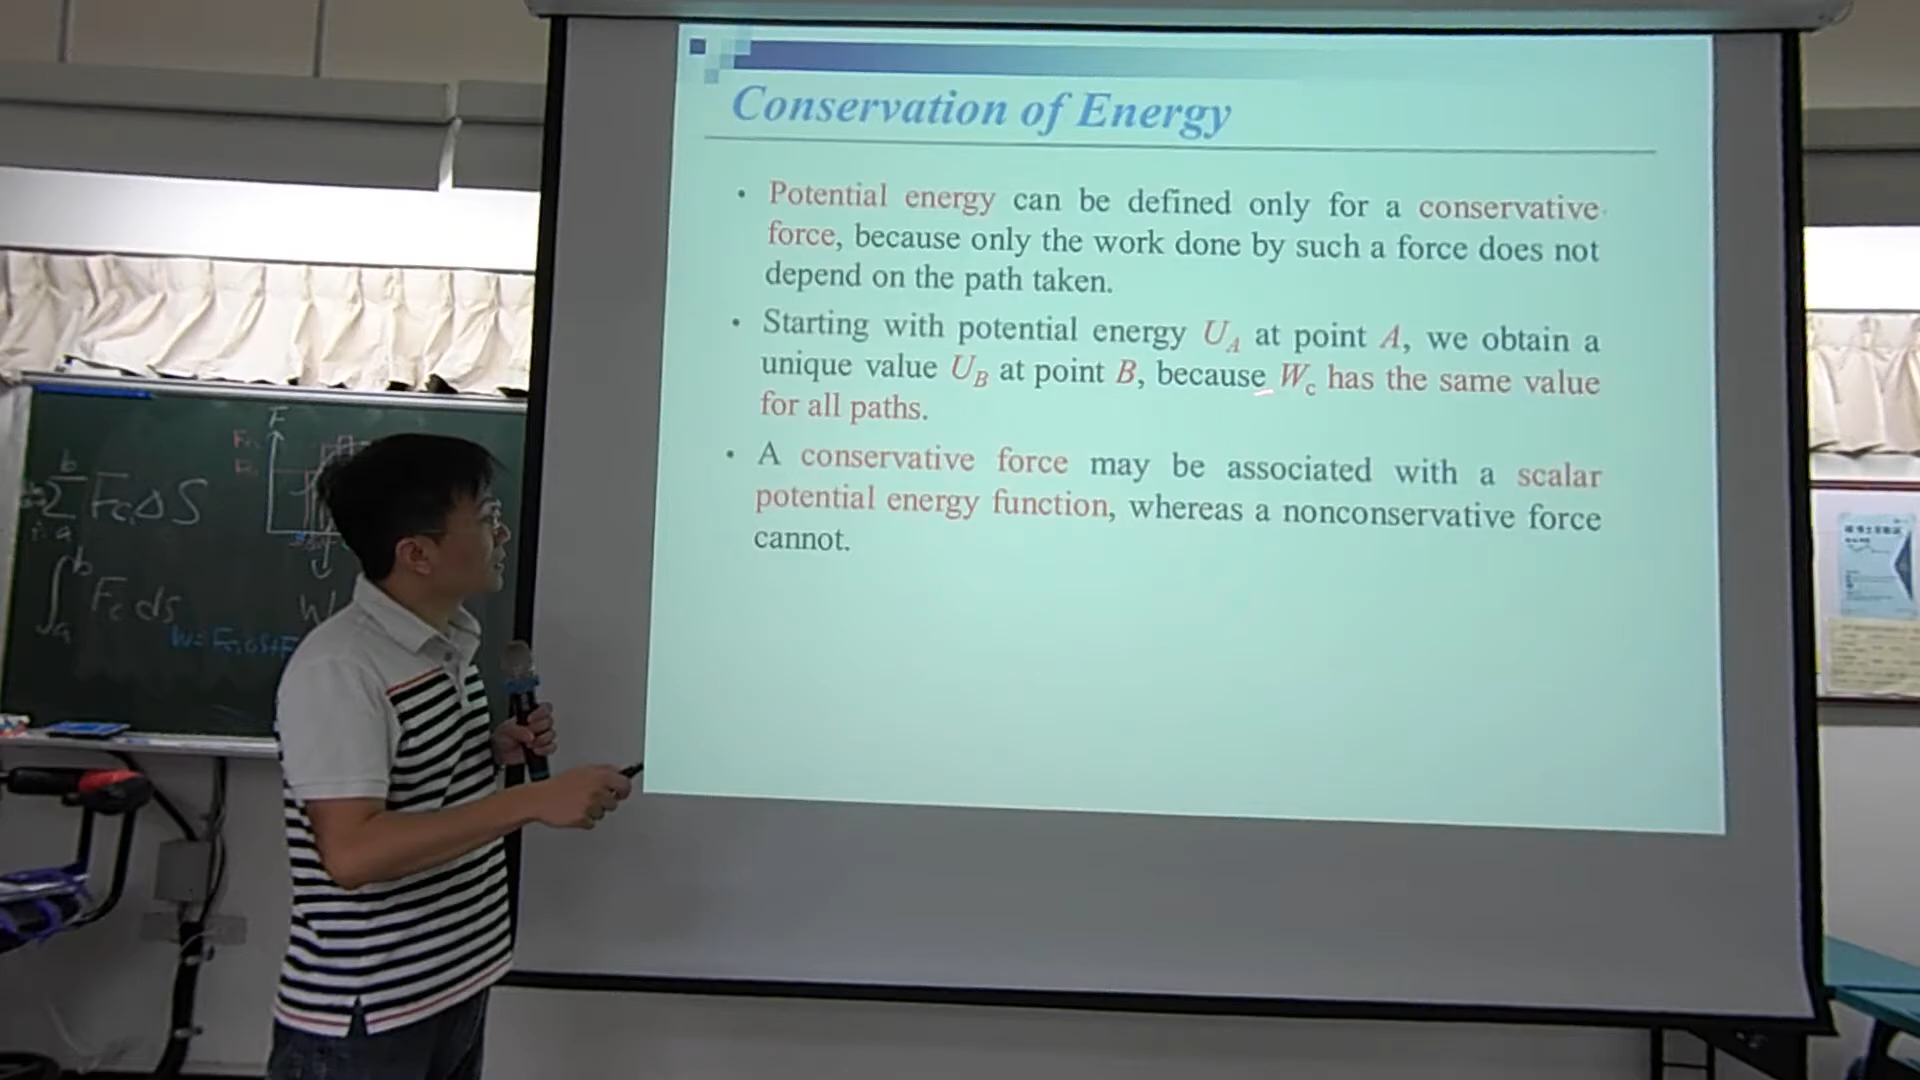 Conservation of Energy
• Potential energy can be defined only for a conservative
force, because only the work done by such a force does not
depend on the path taken.
• Starting with potential energy U_A at point A, we obtain a
unique value U_B at point B, because W_c has the same value
for all paths.
• A conservative force may be associated with a scalar
potential energy function, whereas a nonconservative force
cannot.
F
b
∑ F ΔS
a
∫ b
F ds
a
W
W=